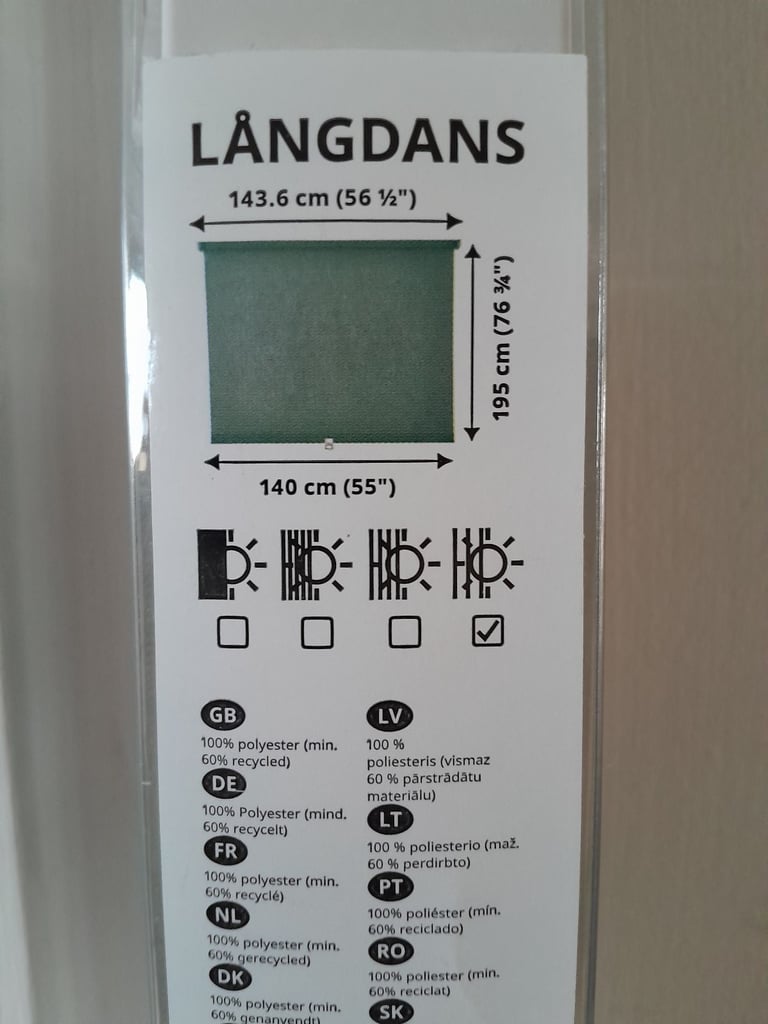 LÅNGDANS
143.6 cm (56 ½")
195 cm (76 ¾")
140 cm (55")
GB
100% polyester (min.
60% recycled)
DE
100% Polyester (mind.
60% recycelt)
FR
100% polyester (min.
60% recyclé)
NL
100% polyester (min.
60% gerecycled)
DK
100% polyester (min.
60% genanvendt)
LV
100 %
poliesteris (vismaz
60 % pārstrādātu
materiālu)
LT
100 % poliesterio (maž.
60 % perdirbto)
PT
100% poliéster (mín.
60% reciclado)
RO
100% poliester (min.
60% reciclat)
SK